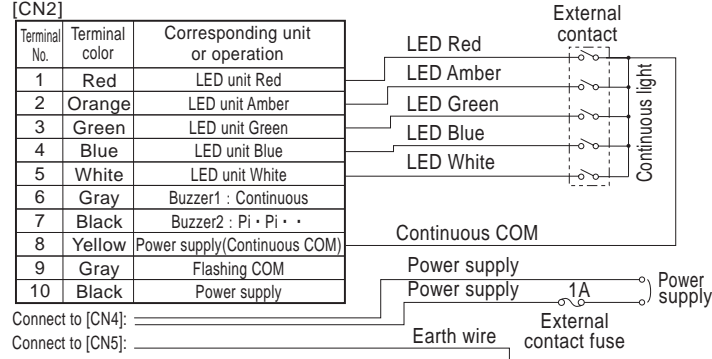 [CN2]
Terminal No. Terminal color Corresponding unit or operation
1 Red LED unit Red
2 Orange LED unit Amber
3 Green LED unit Green
4 Blue LED unit Blue
5 White LED unit White
6 Gray Buzzer1 : Continuous
7 Black Buzzer2 : Pi・Pi・・
8 Yellow Power supply(Continuous COM)
9 Gray Flashing COM
10 Black Power supply
Connect to [CN4]:
Connect to [CN5]:
External contact
LED Red
LED Amber
LED Green
LED Blue
LED White
Continuous light
Continuous COM
Power supply
Power supply
1A
Power supply
External contact fuse
Earth wire